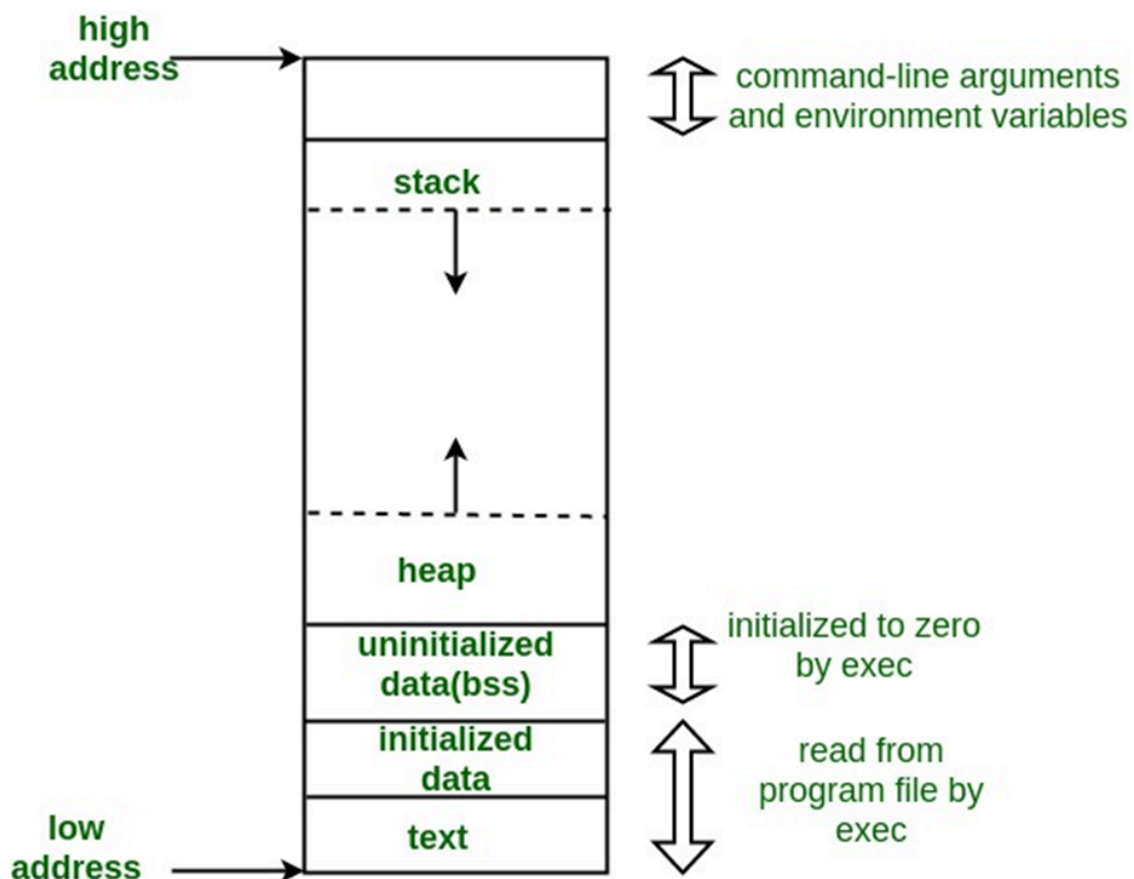 high
address
command-line arguments
and environment variables
stack
heap
uninitialized
data(bss)
initialized to zero
by exec
initialized
data
read from
program file by
exec
text
low
address